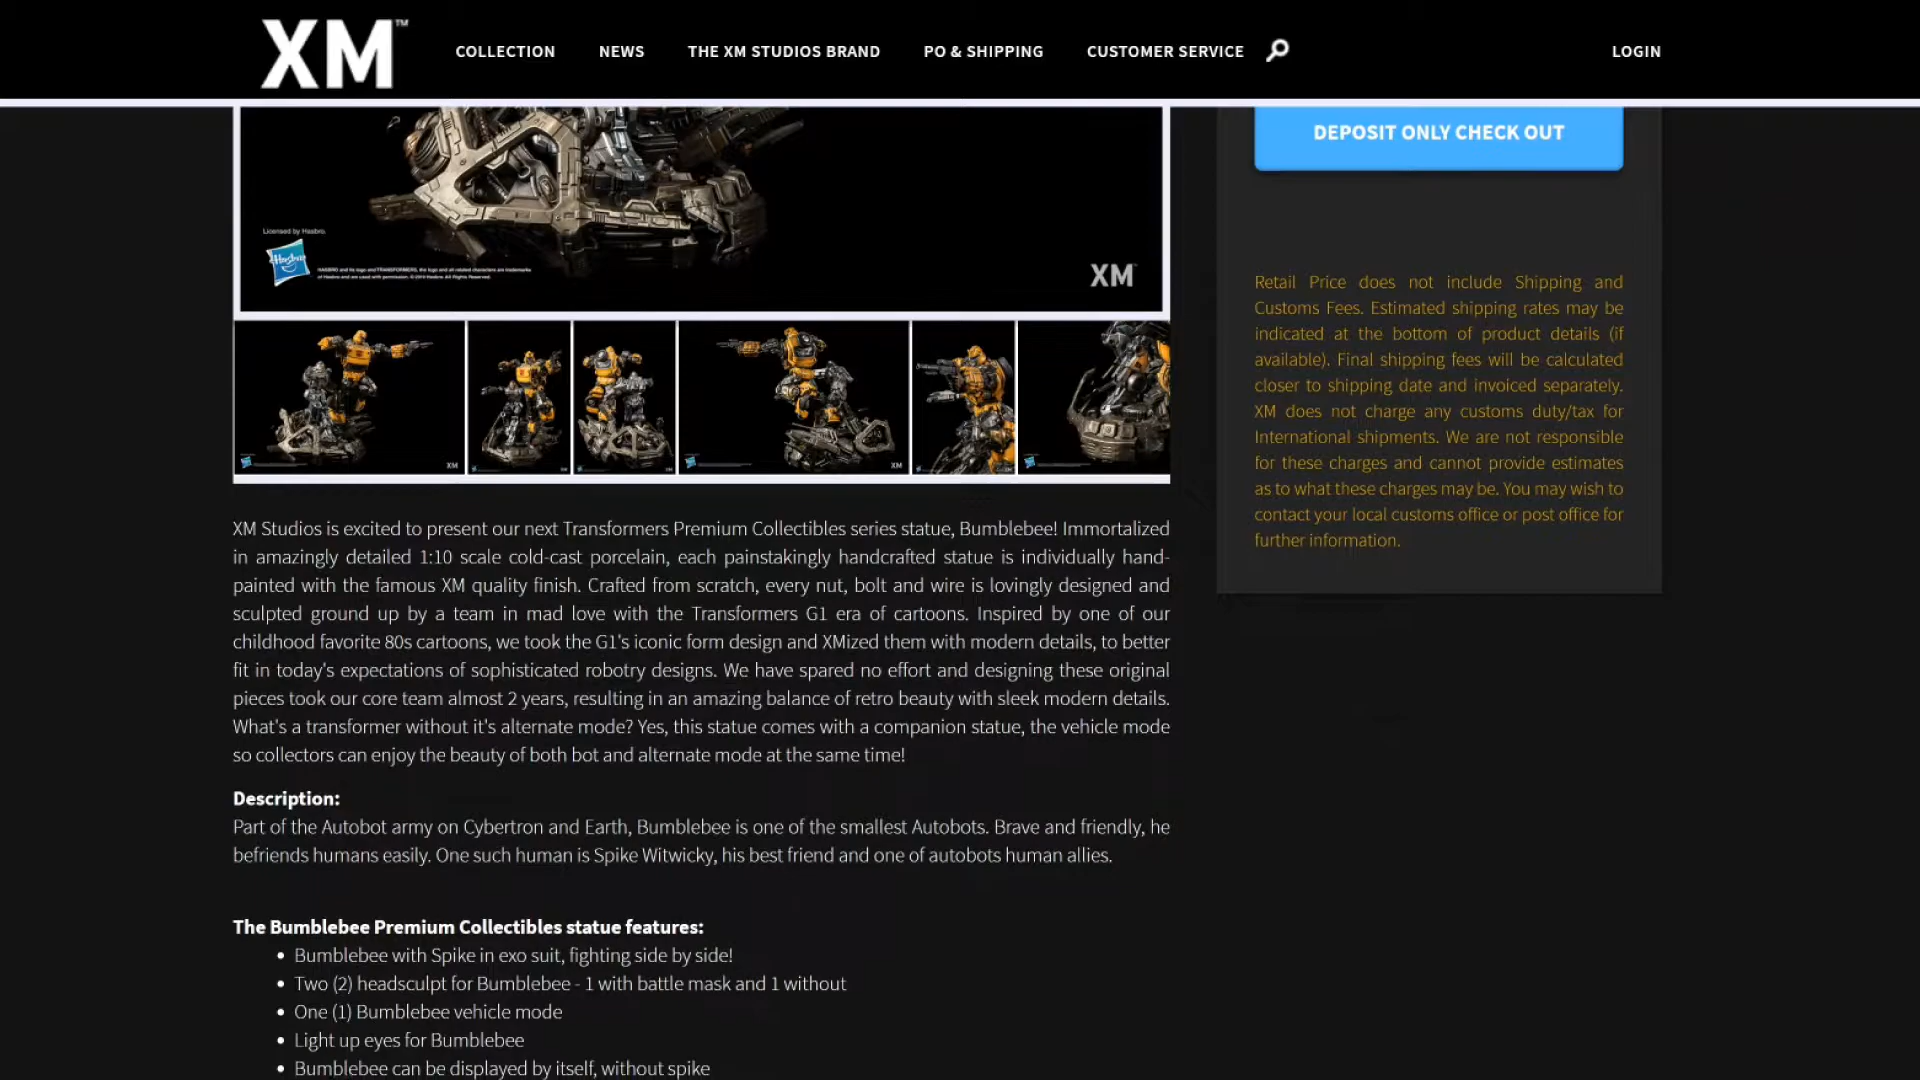 XM™
COLLECTION
NEWS
THE XM STUDIOS BRAND
PO & SHIPPING
CUSTOMER SERVICE
LOGIN
DEPOSIT ONLY CHECK OUT
Licensed by Hasbro.
Hasbro
HASBRO and its logo and TRANSFORMERS, the logo and all related characters are trademarks
of Hasbro and are used with permission. © 2019 Hasbro. All Rights Reserved.
XM
Retail Price does not include Shipping and
Customs Fees. Estimated shipping rates may be
indicated at the bottom of product details (if
available). Final shipping fees will be calculated
closer to shipping date and invoiced separately.
XM does not charge any customs duty/tax for
International shipments. We are not responsible
for these charges and cannot provide estimates
as to what these charges may be. You may wish to
contact your local customs office or post office for
further information.
XM
XM
XM Studios is excited to present our next Transformers Premium Collectibles series statue, Bumblebee! Immortalized
in amazingly detailed 1:10 scale cold-cast porcelain, each painstakingly handcrafted statue is individually hand-
painted with the famous XM quality finish. Crafted from scratch, every nut, bolt and wire is lovingly designed and
sculpted ground up by a team in mad love with the Transformers G1 era of cartoons. Inspired by one of our
childhood favorite 80s cartoons, we took the G1's iconic form design and XMized them with modern details, to better
fit in today's expectations of sophisticated robotry designs. We have spared no effort and designing these original
pieces took our core team almost 2 years, resulting in an amazing balance of retro beauty with sleek modern details.
What's a transformer without it's alternate mode? Yes, this statue comes with a companion statue, the vehicle mode
so collectors can enjoy the beauty of both bot and alternate mode at the same time!
Description:
Part of the Autobot army on Cybertron and Earth, Bumblebee is one of the smallest Autobots. Brave and friendly, he
befriends humans easily. One such human is Spike Witwicky, his best friend and one of autobots human allies.
The Bumblebee Premium Collectibles statue features:
• Bumblebee with Spike in exo suit, fighting side by side!
• Two (2) headsculpt for Bumblebee - 1 with battle mask and 1 without
• One (1) Bumblebee vehicle mode
• Light up eyes for Bumblebee
• Bumblebee can be displayed by itself, without spike